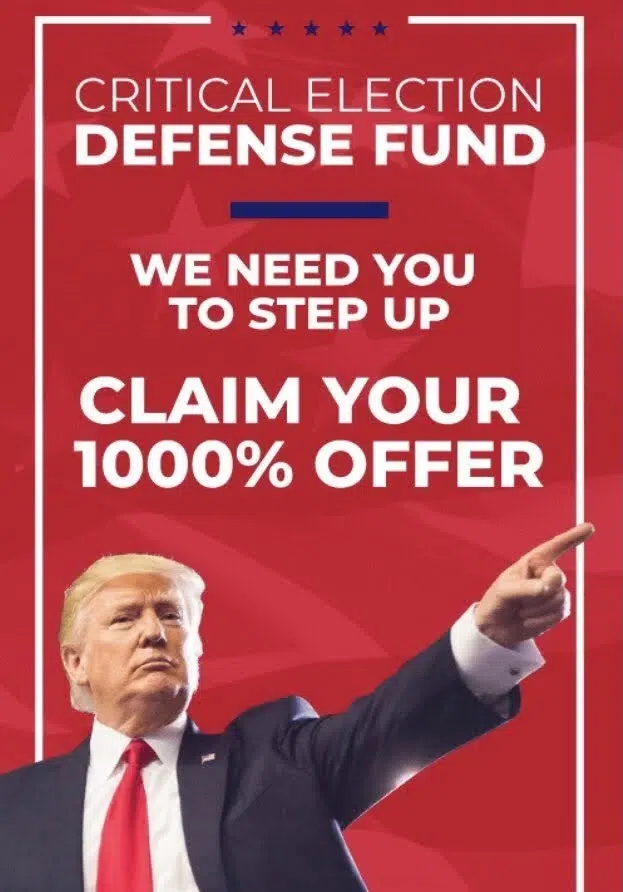 CRITICAL ELECTION
DEFENSE FUND
WE NEED YOU
TO STEP UP
CLAIM YOUR
1000% OFFER